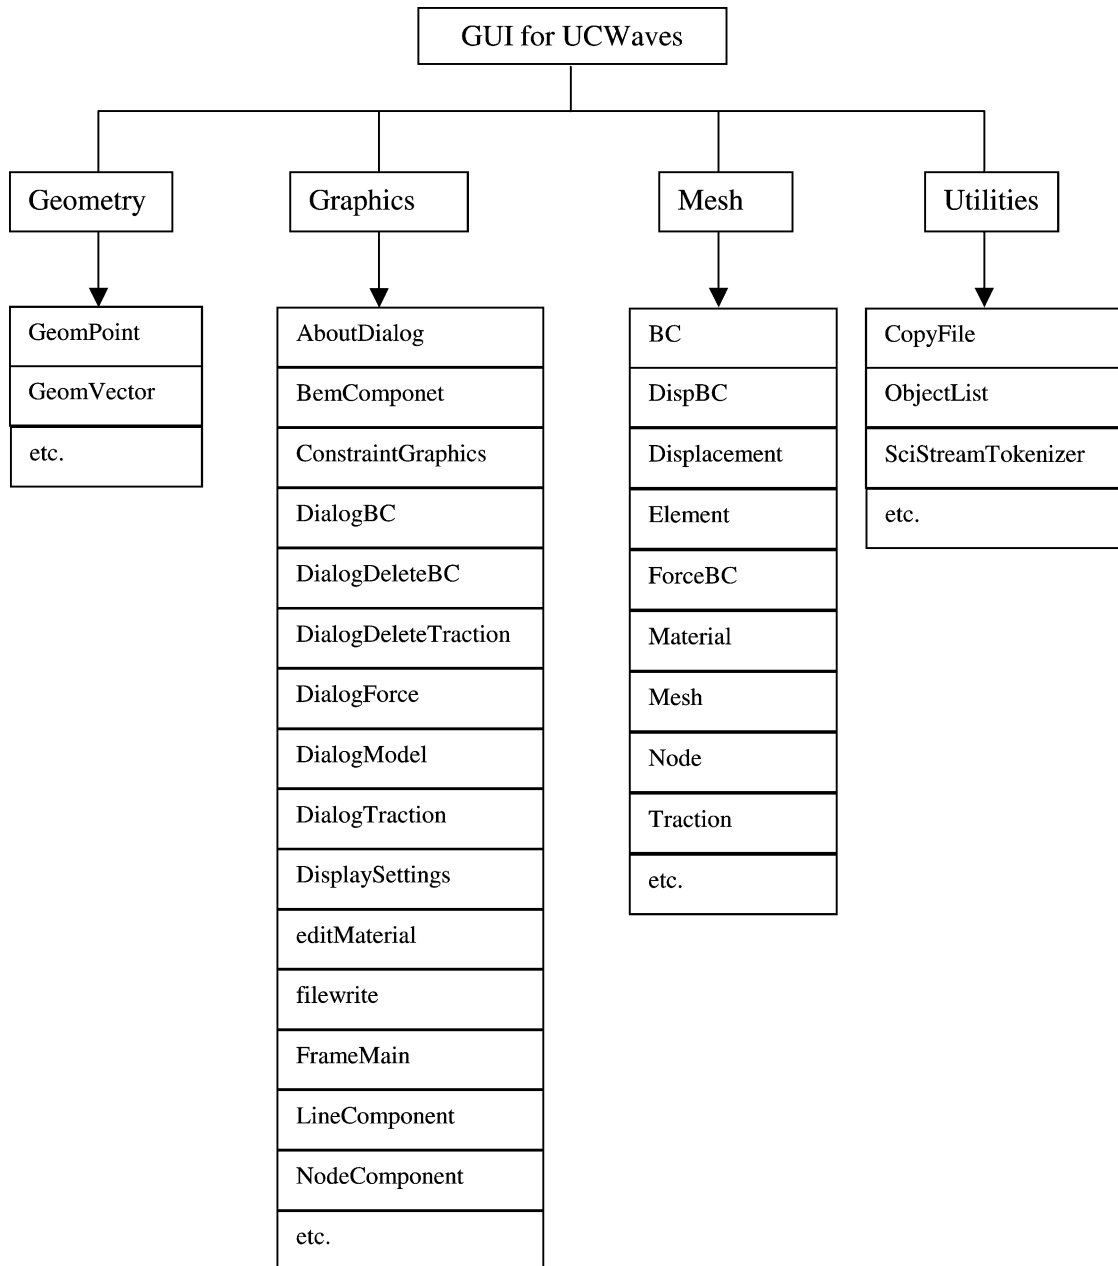 GUI for UCWaves
Geometry
Graphics
Mesh
Utilities
GeomPoint
GeomVector
etc.
AboutDialog
BemComponet
ConstraintGraphics
DialogBC
DialogDeleteBC
DialogDeleteTraction
DialogForce
DialogModel
DialogTraction
DisplaySettings
editMaterial
filewrite
FrameMain
LineComponent
NodeComponent
etc.
BC
DispBC
Displacement
Element
ForceBC
Material
Mesh
Node
Traction
etc.
CopyFile
ObjectList
SciStreamTokenizer
etc.